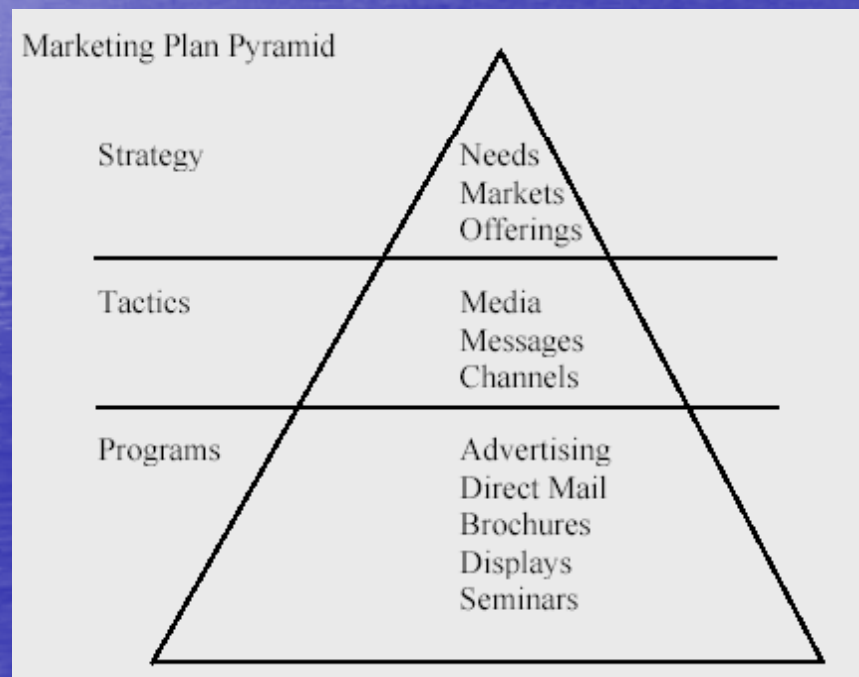 Marketing Plan Pyramid
Strategy
Needs
Markets
Offerings
Tactics
Media
Messages
Channels
Programs
Advertising
Direct Mail
Brochures
Displays
Seminars